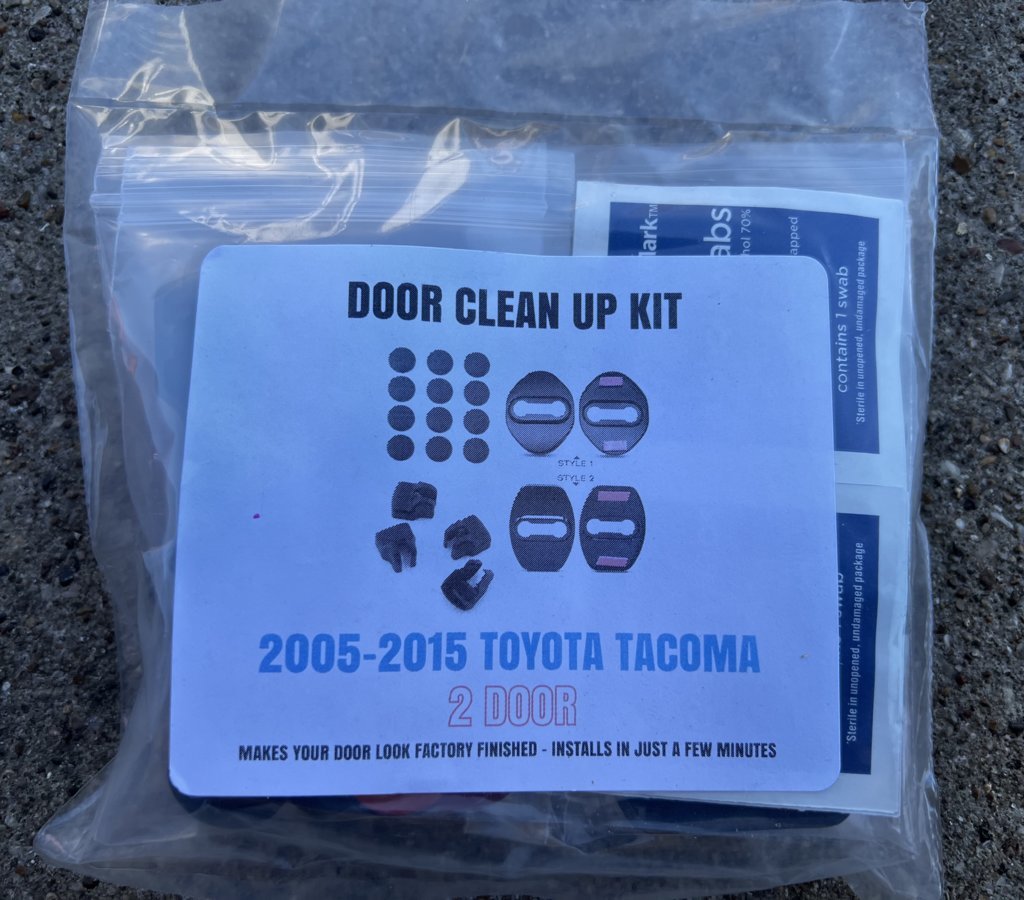 DOOR CLEAN UP KIT
STYLE 1
STYLE 2
2005-2015 TOYOTA TACOMA
2 DOOR
MAKES YOUR DOOR LOOK FACTORY FINISHED - INSTALLS IN JUST A FEW MINUTES
contains 1 swab
*Sterile in unopened, undamaged package
*Sterile in unopened, undamaged package